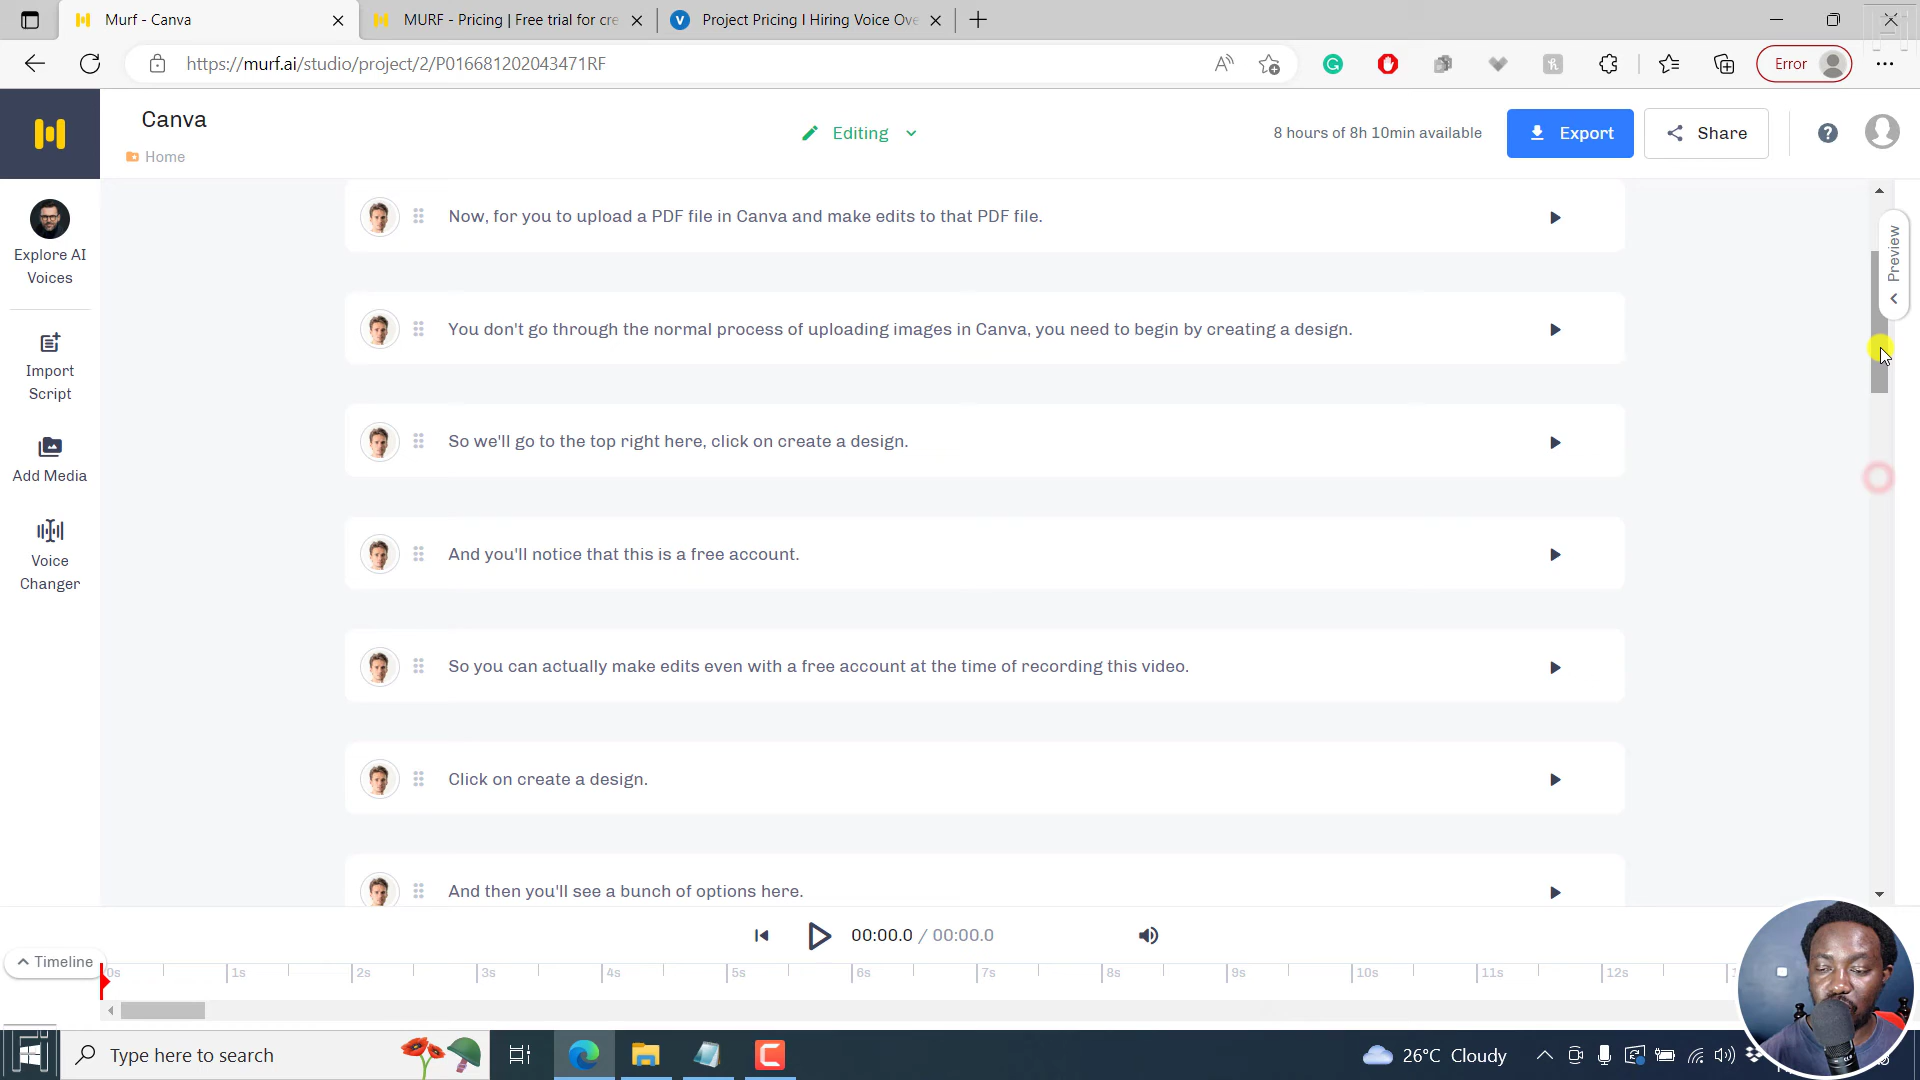 Murf - Canva
MURF - Pricing | Free trial for cre
Project Pricing I Hiring Voice Ove
https://murf.ai/studio/project/2/P016681202043471RF
Error
Canva
Home
Editing
8 hours of 8h 10min available
Export
Share
Explore AI
Voices
Import
Script
Add Media
Voice
Changer
Preview
Now, for you to upload a PDF file in Canva and make edits to that PDF file.
You don't go through the normal process of uploading images in Canva, you need to begin by creating a design.
So we'll go to the top right here, click on create a design.
And you'll notice that this is a free account.
So you can actually make edits even with a free account at the time of recording this video.
Click on create a design.
And then you'll see a bunch of options here.
00:00.0 / 00:00.0
Timeline
0s 1s 2s 3s 4s 5s 6s 7s 8s 9s 10s 11s 12s
Type here to search
26°C Cloudy